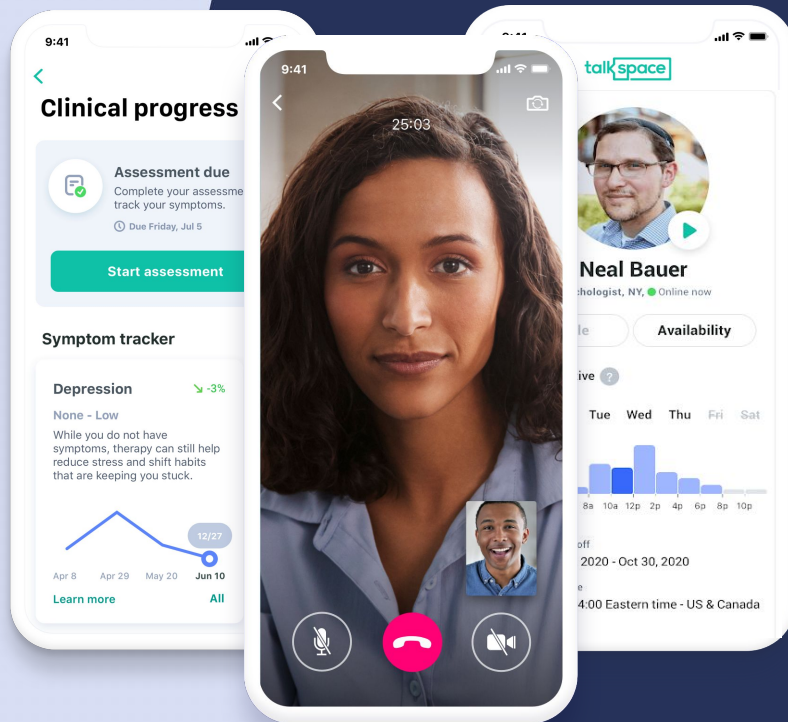 9:41
Clinical progress
Assessment due
Complete your
track your symptoms.
Due Friday, Jul 5
Start assessment
Symptom tracker
Depression
-3%
None - Low
While you do not have
symptoms, therapy can still help
reduce stress and shift habits
that are keeping you stuck.
12/27
Apr 8 Apr 29 May 20 Jun 10
Learn more All
9:41
25:03
talkspace
Neal Bauer
NY, Online now
Availability
?
Tue Wed Thu Fri Sat
8a 10a 12p 2p 4p 6p 8p 10p
2020 - Oct 30, 2020
4:00 Eastern time - US & Canada